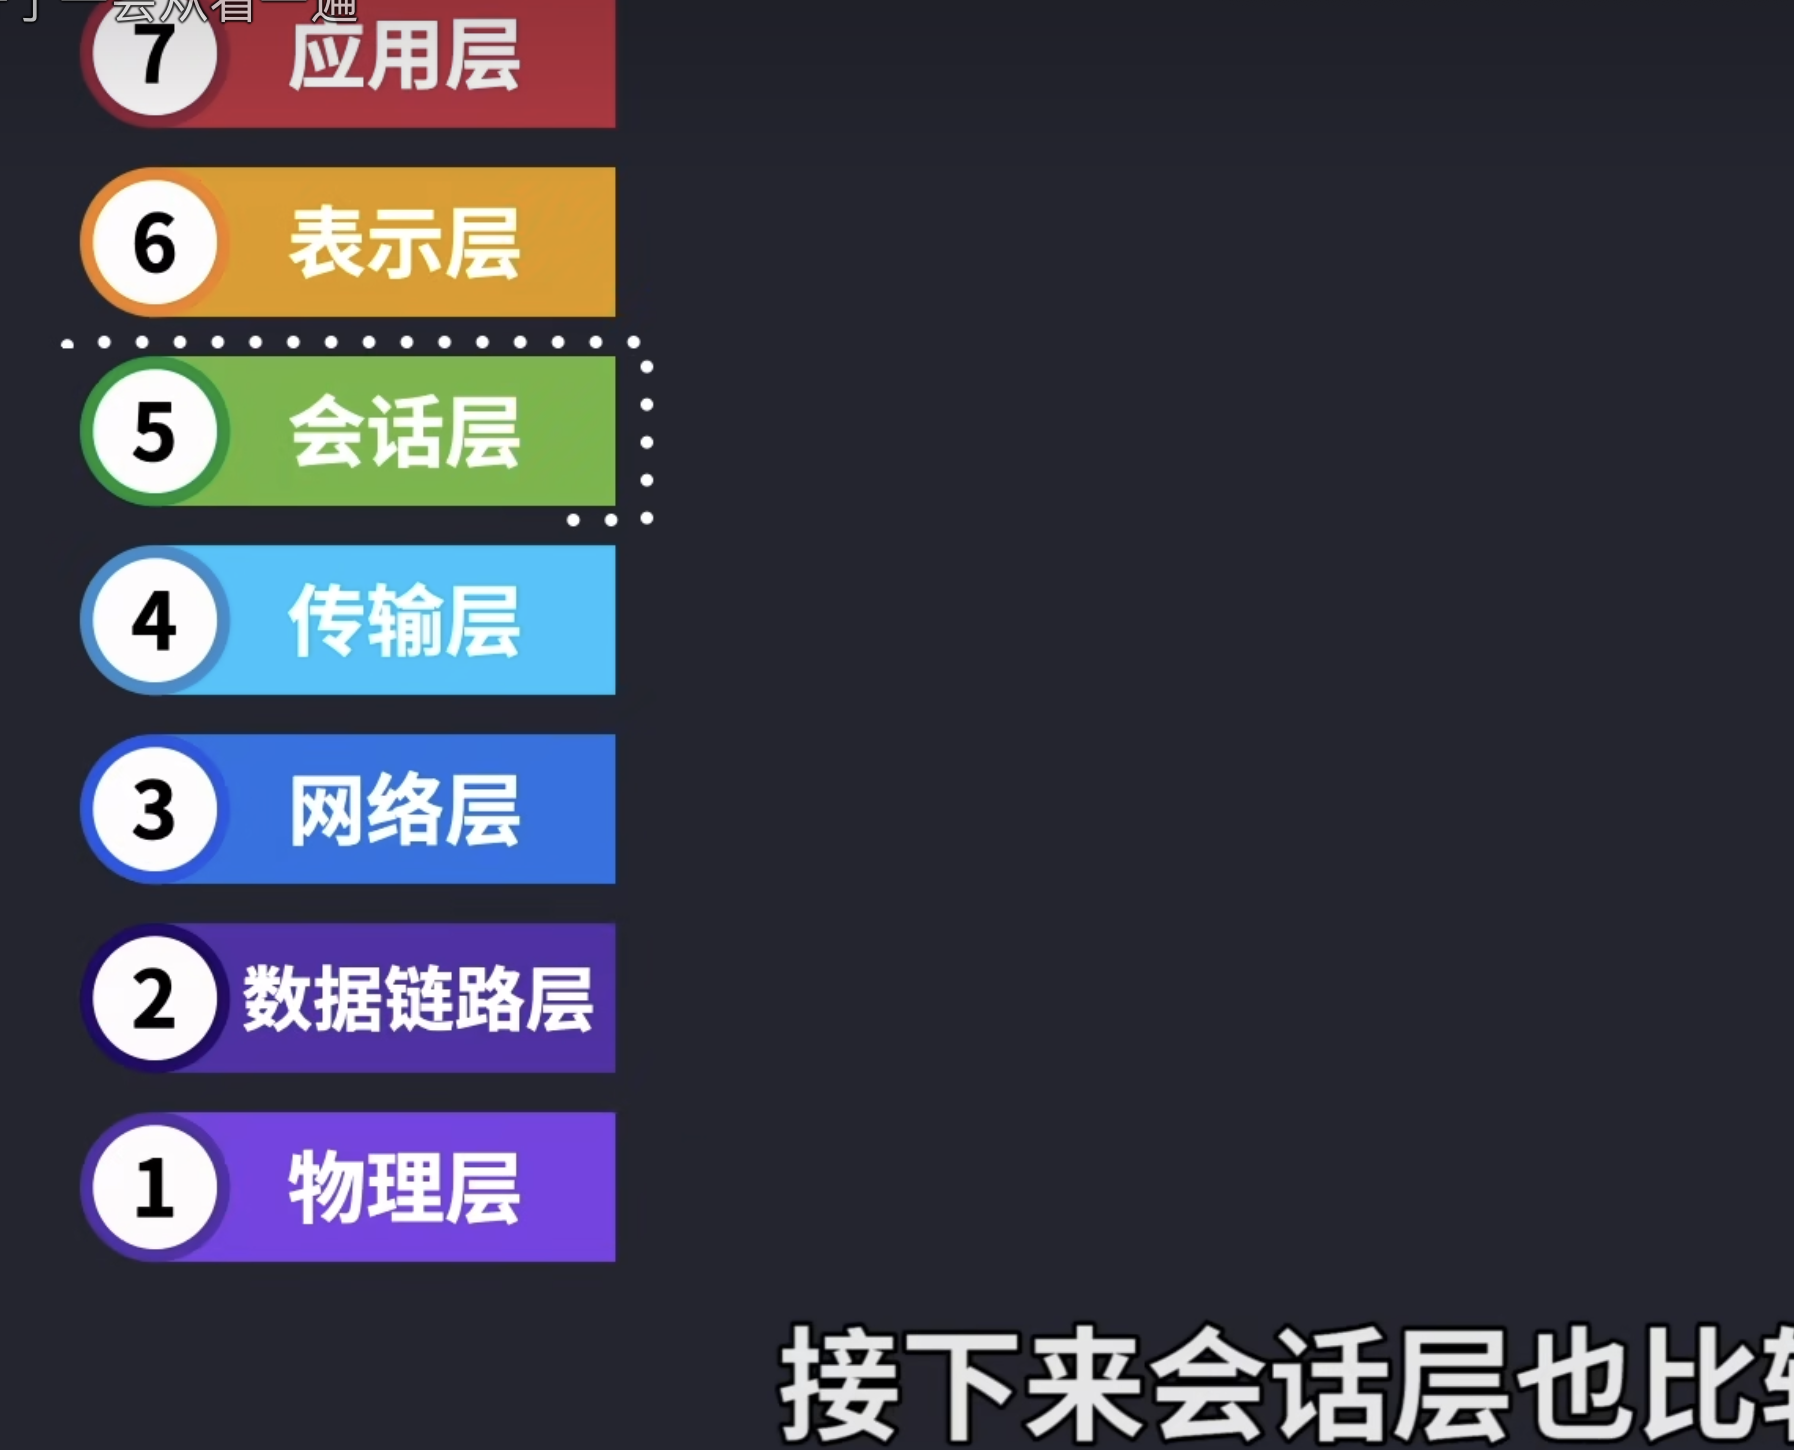 7 应用层
6 表示层
5 会话层
4 传输层
3 网络层
2 数据链路层
1 物理层
接下来会话层也比